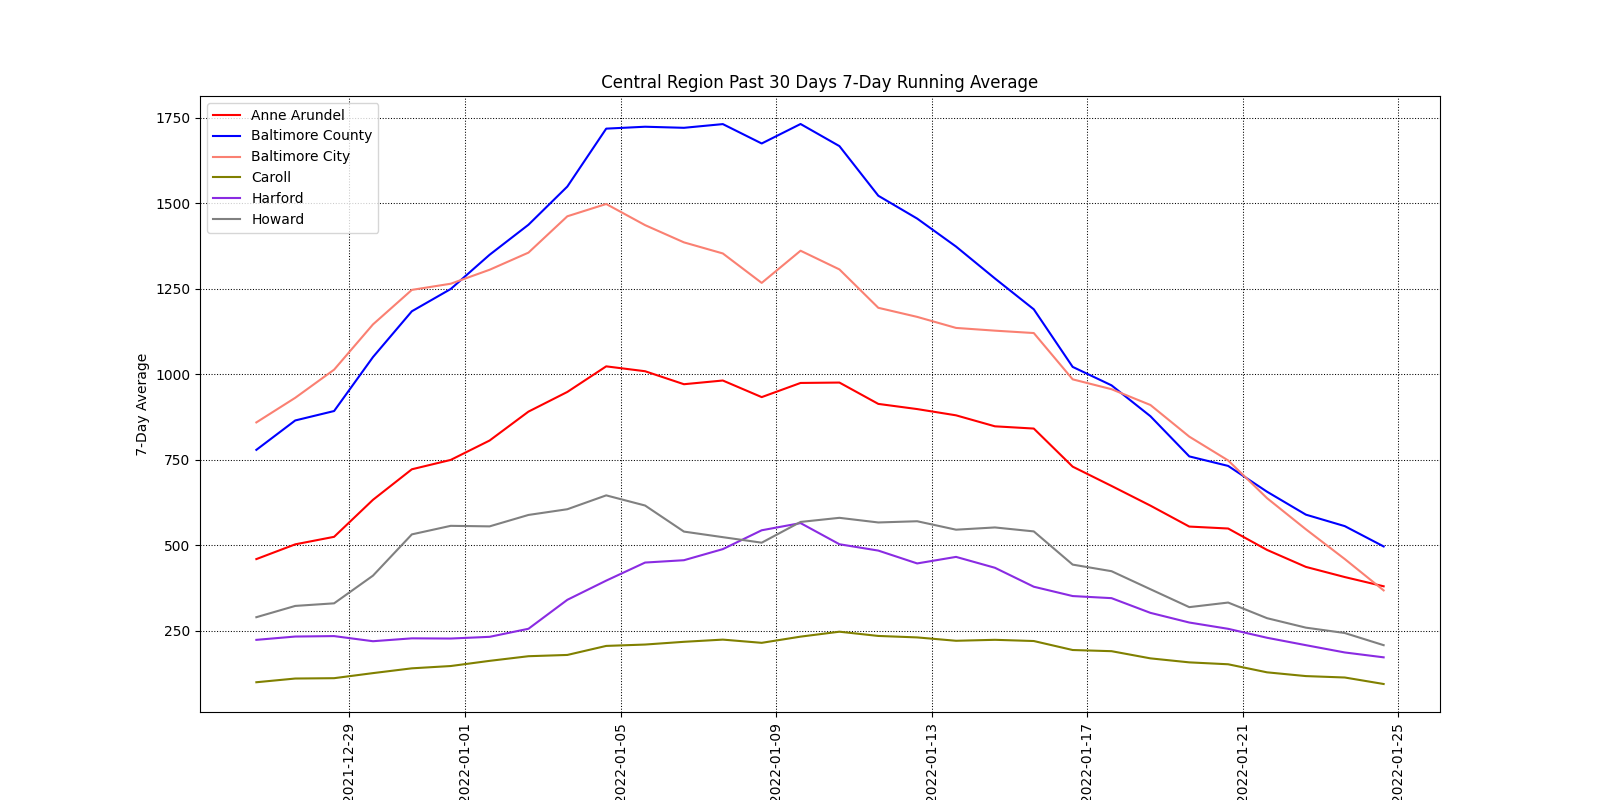 Central Region Past 30 Days 7-Day Running Average
Anne Arundel
Baltimore County
Baltimore City
Caroll
Harford
Howard
1750
1500
1250
1000
750
500
250
7-Day Average
2021-12-29
2022-01-01
2022-01-05
2022-01-09
2022-01-13
2022-01-17
2022-01-21
2022-01-25